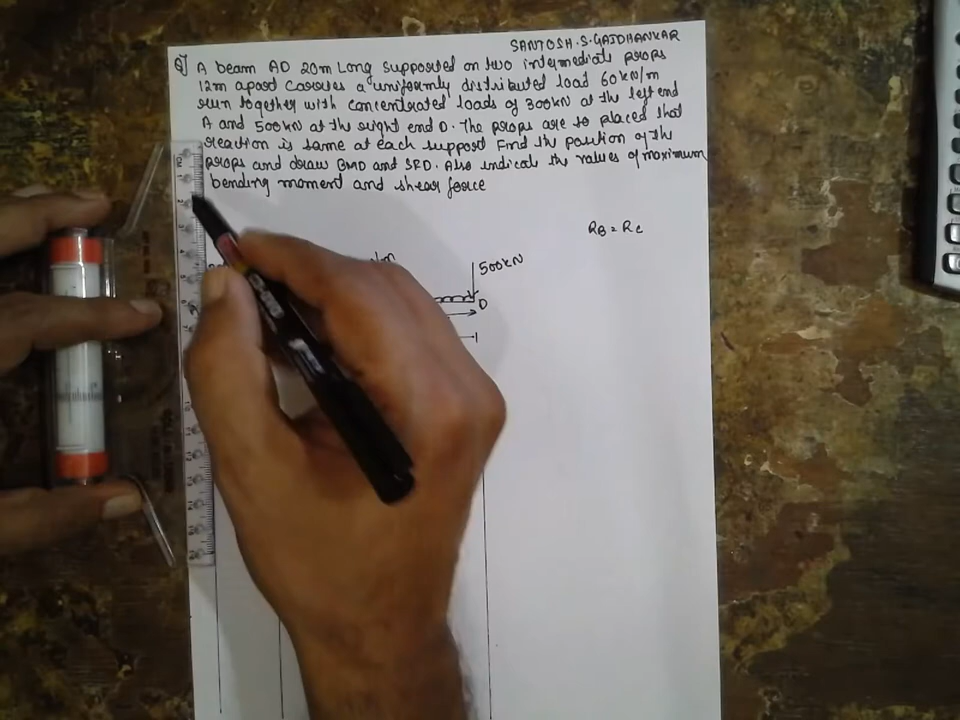 SANTOSH.S.GAJDHANKAR
Q] A beam AD 20m Long supported on two intermediate props
12m apart Carries a uniformly distributed load 60kN/m
run together with concentrated loads of 300kN at the left end
A and 500kN at the right end D. The props are so placed that
reaction is same at each support Find the position of the
props and draw BMD and SFD. Also indicate the values of maximum
bending moment and shear force
RB = RC
500kN
D